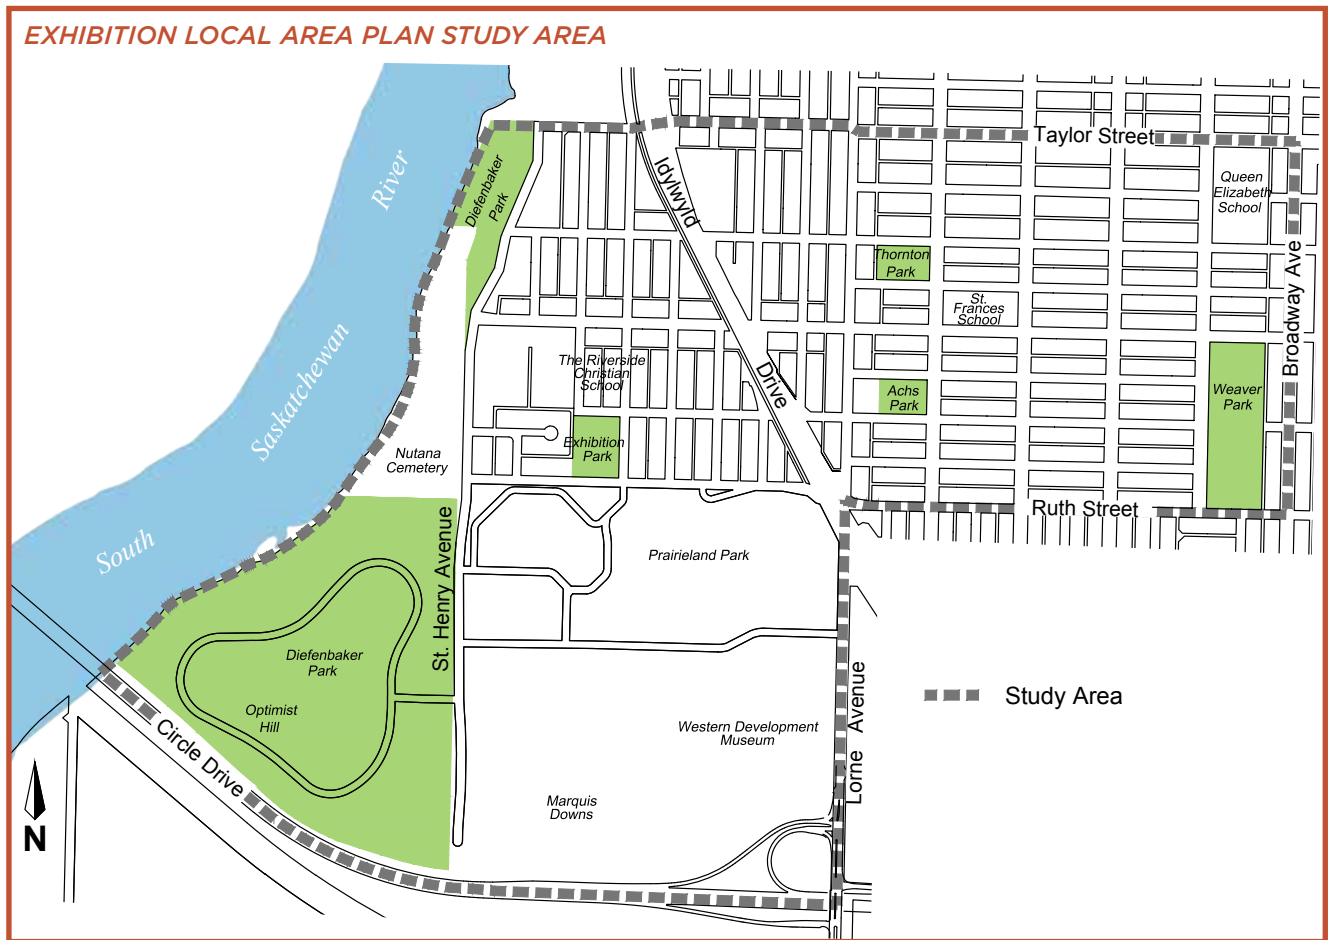 EXHIBITION LOCAL AREA PLAN STUDY AREA
Taylor Street
River
Diefenbaker
Park
Idylwyld
Queen
Elizabeth
School
Thornton
Park
Broadway Ave
St.
Frances
School
Saskatchewan
The Riverside
Christian
School
Drive
Achs
Park
Weaver
Park
Exhibition
Park
Nutana
Cemetery
Ruth Street
South
St. Henry Avenue
Prairieland Park
Diefenbaker
Park
Optimist
Hill
Study Area
Western Development
Museum
Lorne Avenue
Circle Drive
Marquis
Downs
N